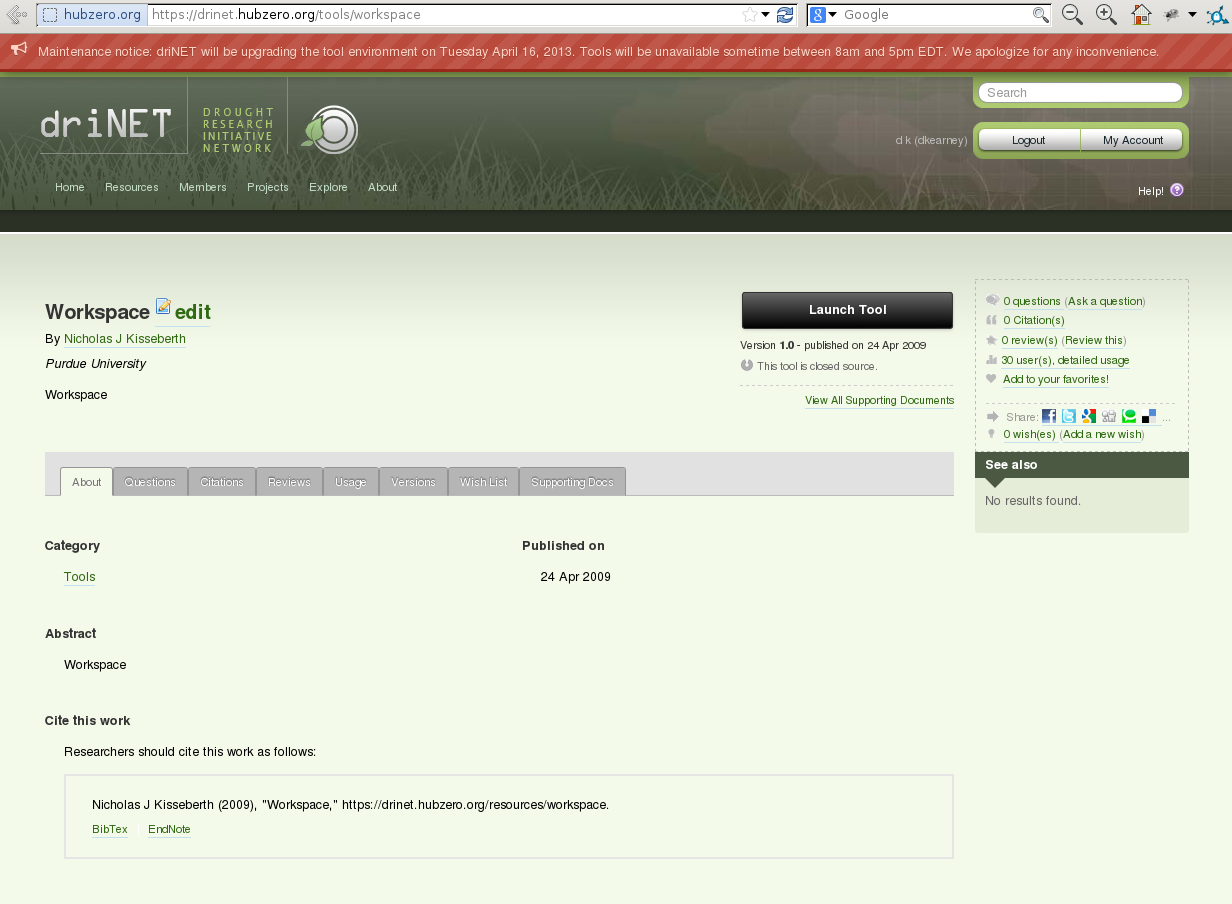 hubzero.org https://drinet.hubzero.org/tools/workspace Google
Maintenance notice: driNET will be upgrading the tool environment on Tuesday April 16, 2013. Tools will be unavailable sometime between 8am and 5pm EDT. We apologize for any inconvenience.
Search
driNET
DROUGHT
RESEARCH
INITIATIVE
NETWORK
d k (dkearney) Logout My Account
Home Resources Members Projects Explore About
Help! ?
Workspace edit
By Nicholas J Kisseberth
Purdue University
Workspace
Launch Tool
Version 1.0 - published on 24 Apr 2009
This tool is closed source.
View All Supporting Documents
0 questions (Ask a question)
0 Citation(s)
0 review(s) (Review this)
30 user(s), detailed usage
Add to your favorites!
Share: ...
0 wish(es) (Add a new wish)
See also
No results found.
About Questions Citations Reviews Usage Versions Wish List Supporting Docs
Category Published on
Tools 24 Apr 2009
Abstract
Workspace
Cite this work
Researchers should cite this work as follows:
Nicholas J Kisseberth (2009), "Workspace," https://drinet.hubzero.org/resources/workspace.
BibTex EndNote